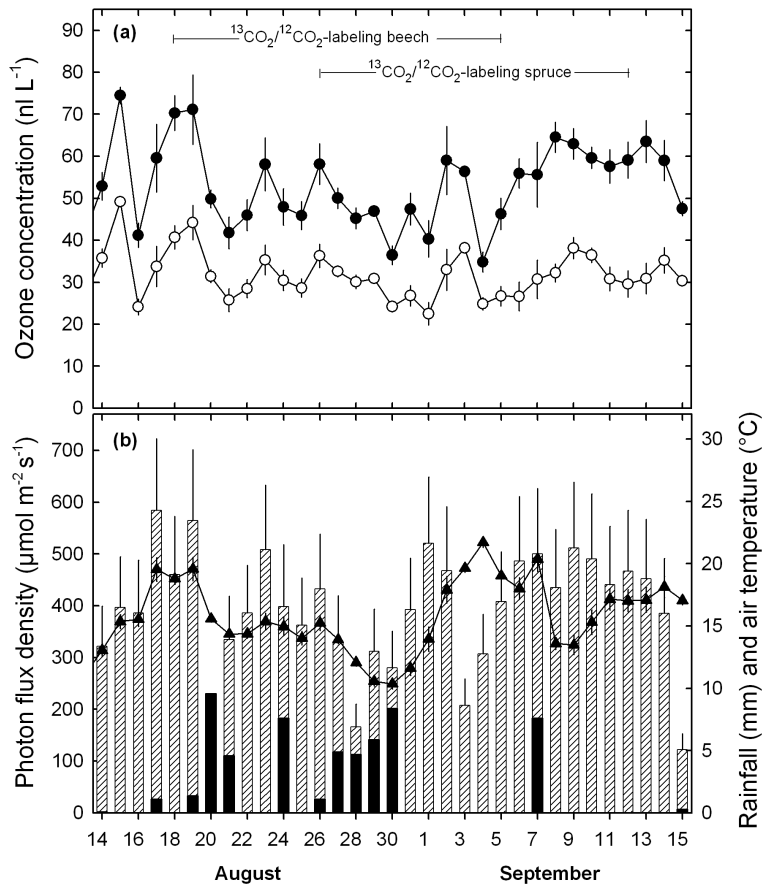 (a)
¹³CO₂/¹²CO₂-labeling beech
¹³CO₂/¹²CO₂-labeling spruce
Ozone concentration (nl L⁻¹)
90
80
70
60
50
40
30
20
10
0
(b)
Photon flux density (µmol m⁻² s⁻¹)
700
600
500
400
300
200
100
0
Rainfall (mm) and air temperature (°C)
30
25
20
15
10
5
0
14 16 18 20 22 24 26 28 30 1 3 5 7 9 11 13 15
August September